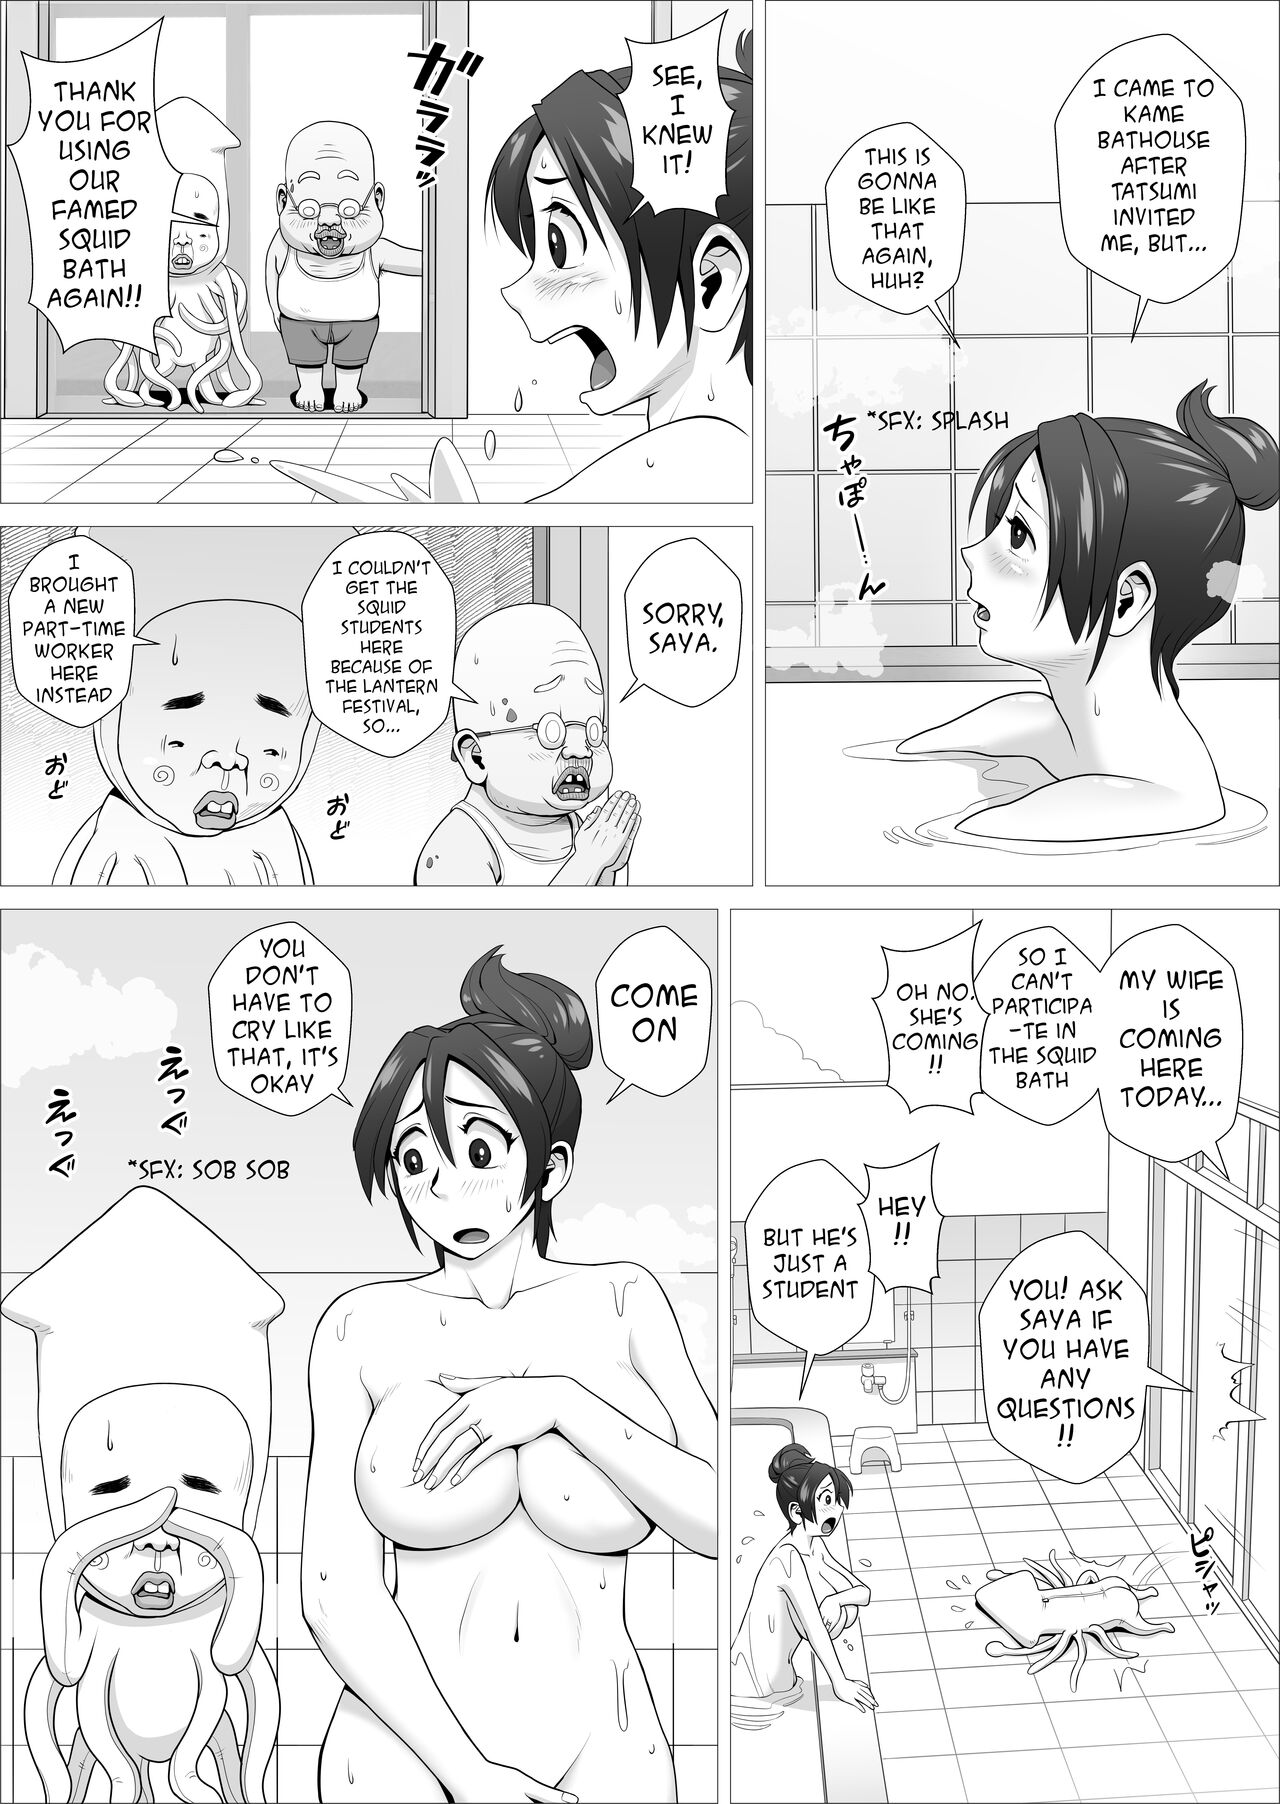 I CAME TO
KAME
BATHOUSE
AFTER
TATSUMI
INVITED
ME, BUT...
THIS IS
GONNA
BE LIKE
THAT
AGAIN,
HUH?
*SFX: SPLASH
ちゃぽーん
SEE,
I
KNEW
IT!
ガララッ
THANK
YOU FOR
USING
OUR
FAMED
SQUID
BATH
AGAIN!!
SORRY,
SAYA.
I COULDN'T
GET THE
SQUID
STUDENTS
HERE
BECAUSE OF
THE LANTERN
FESTIVAL,
SO...
I
BROUGHT
A NEW
PART-TIME
WORKER
HERE
INSTEAD
おど
おど
MY WIFE
IS
COMING
HERE
TODAY...
SO I
CAN'T
PARTICIPA
-TE IN
THE SQUID
BATH
OH NO.
SHE'S
COMING
!!
HEY
!!
BUT HE'S
JUST A
STUDENT
YOU! ASK
SAYA IF
YOU HAVE
ANY
QUESTIONS
!!
ピシャッ
COME
ON
YOU
DON'T
HAVE TO
CRY LIKE
THAT, IT'S
OKAY
えっぐ
えっぐ
*SFX: SOB SOB